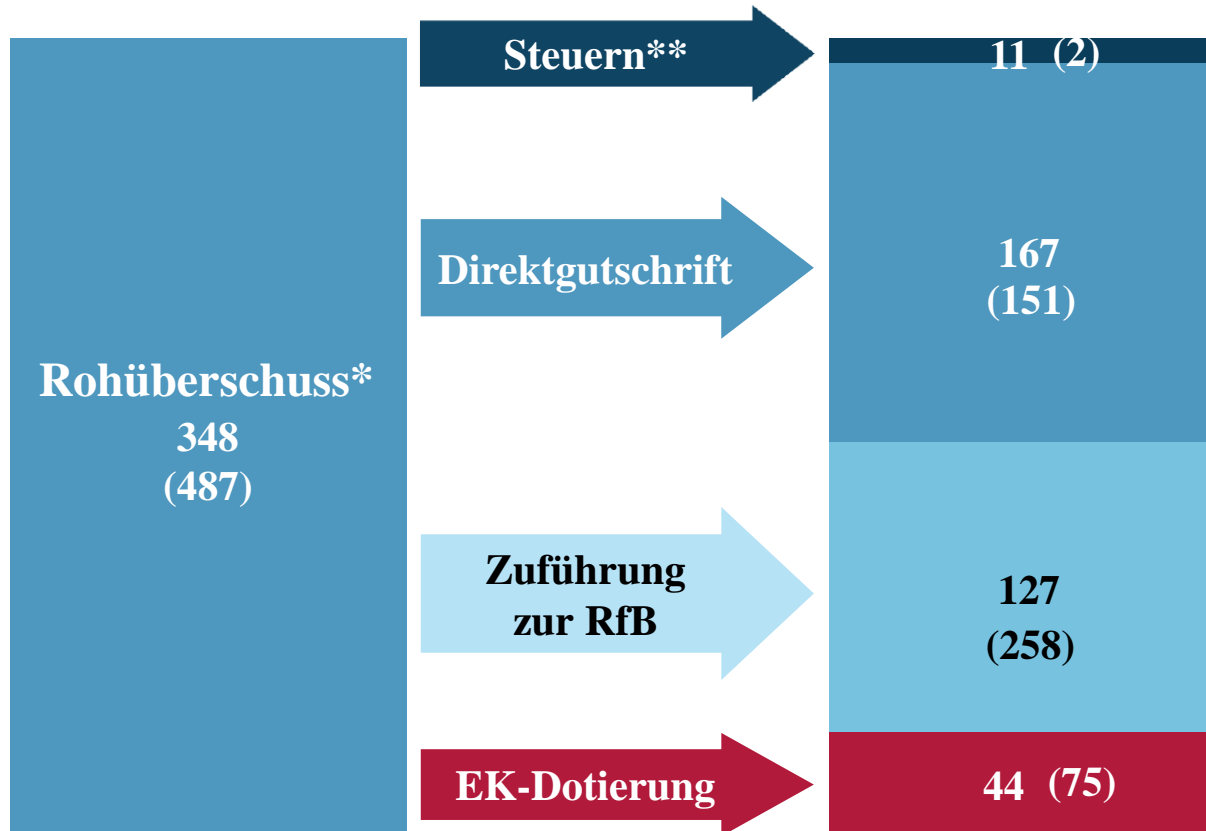 Steuern**
11 (2)
Direktgutschrift
167
(151)
Rohüberschuss*
348
(487)
Zuführung
zur RfB
127
(258)
EK-Dotierung
44 (75)